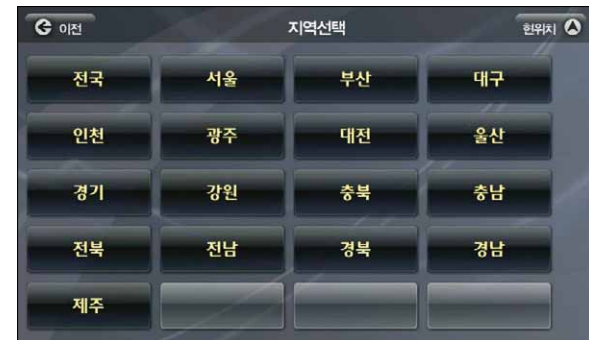 이전 지역선택 현위치
전국 서울 부산 대구
인천 광주 대전 울산
경기 강원 충북 충남
전북 전남 경북 경남
제주